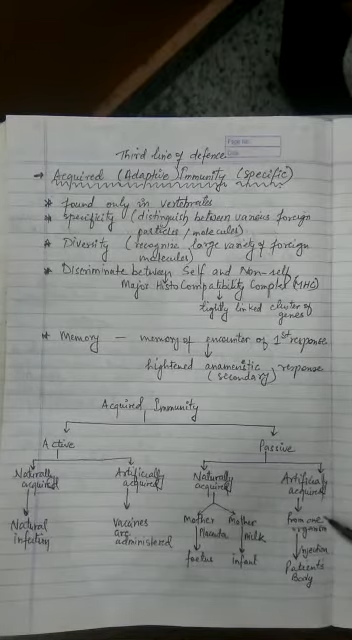 Page No.
Date
Third line of defence
→ Acquired (Adaptive) Immunity (Specific)
* found only in vertebrates
* specificity (distinguish between various foreign
particles/molecules)
* Diversity (recognize large variety of foreign
molecules)
* Discriminate between Self and Non-self
Major HistoCompatibility Complex (MHC)
tightly linked cluster of
genes
* Memory - memory of encounter of 1st response
hightened anamnestic response
(secondary)
Acquired Immunity
Active Passive
Naturally Artificially Naturally Artificially
acquired acquired acquired acquired
Natural Vaccines Mother Mother from one
infection are Placenta Milk organism
administered foetus infant Injection
Patient's
Body